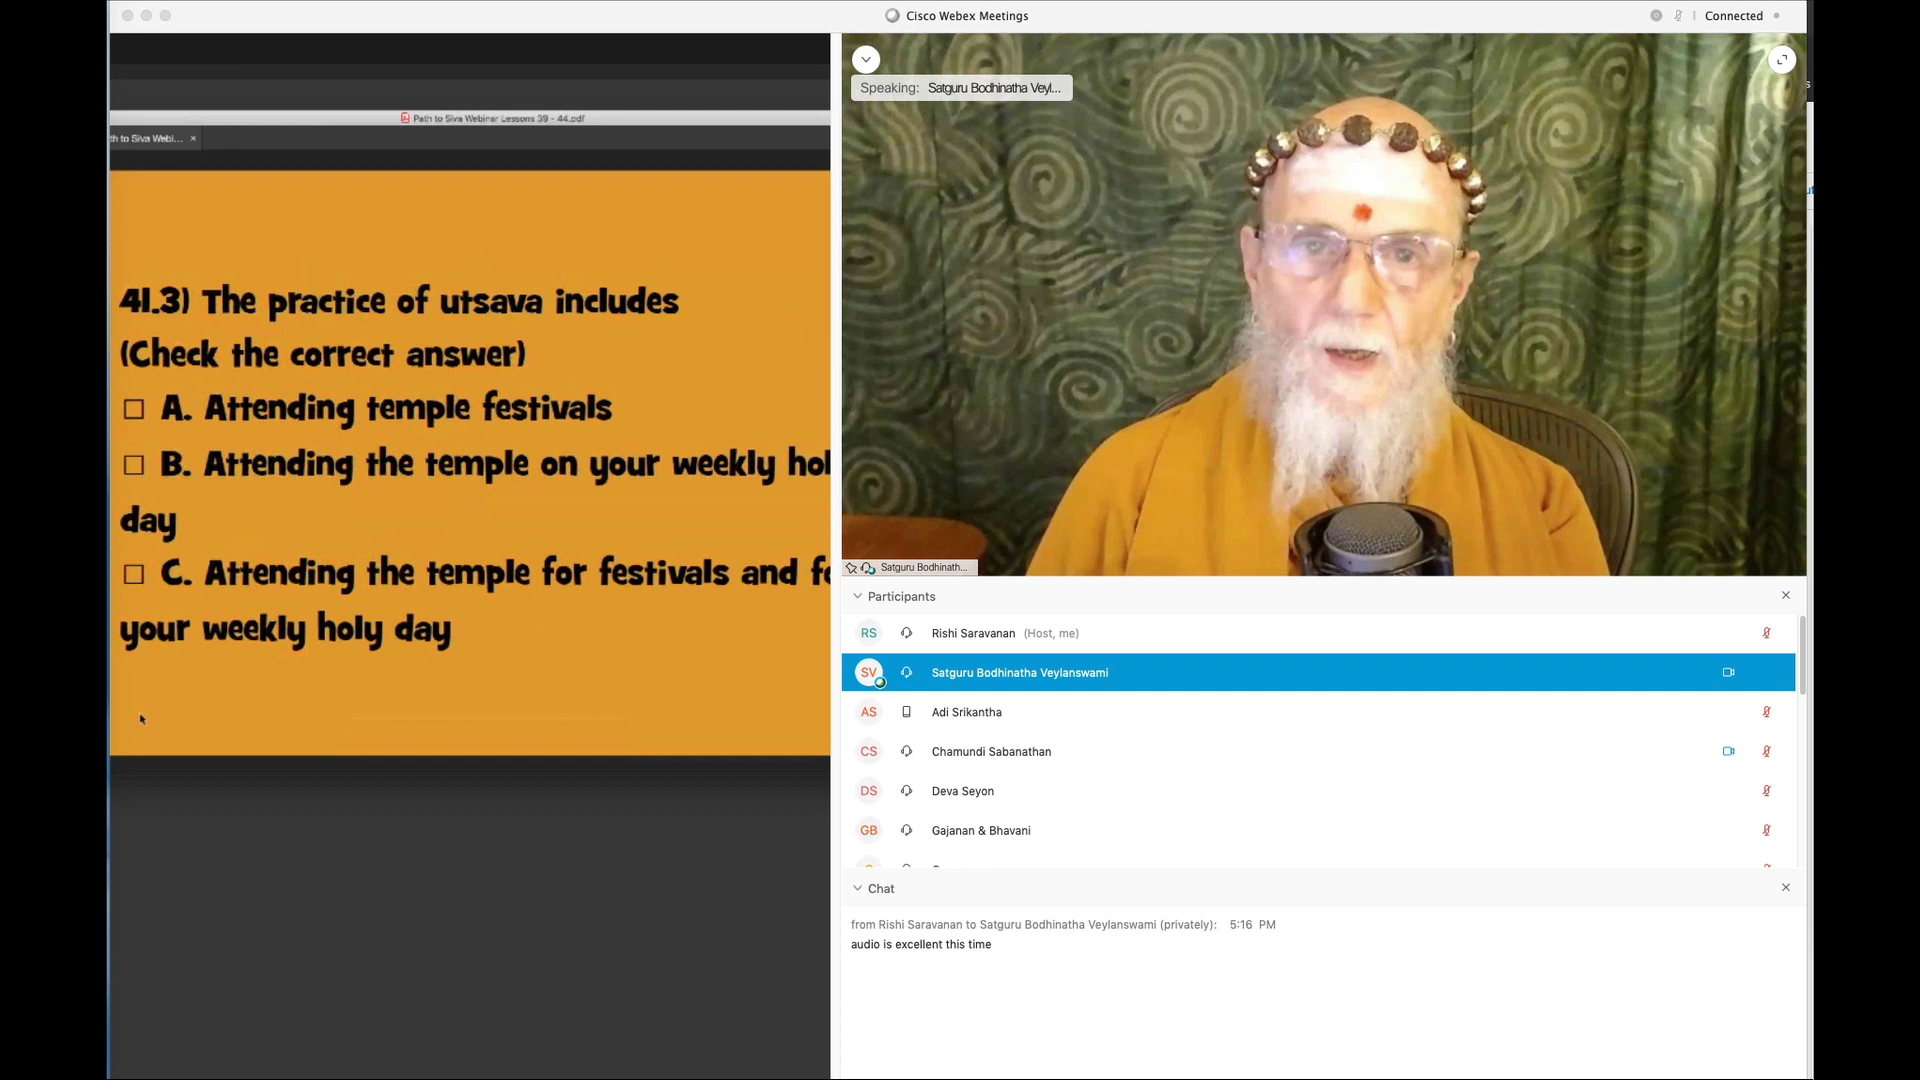 Cisco Webex Meetings
Connected
Path to Siva Webinar Lessons 39 - 44.pdf
th to Siva Webi...
41.3) The practice of utsava includes
(Check the correct answer)
A. Attending temple festivals
B. Attending the temple on your weekly hol
day
C. Attending the temple for festivals and fo
your weekly holy day
Speaking: Satguru Bodhinatha Veyl...
Satguru Bodhinath...
Participants
RS Rishi Saravanan (Host, me)
SV Satguru Bodhinatha Veylanswami
AS Adi Srikantha
CS Chamundi Sabanathan
DS Deva Seyon
GB Gajanan & Bhavani
Chat
from Rishi Saravanan to Satguru Bodhinatha Veylanswami (privately): 5:16 PM
audio is excellent this time